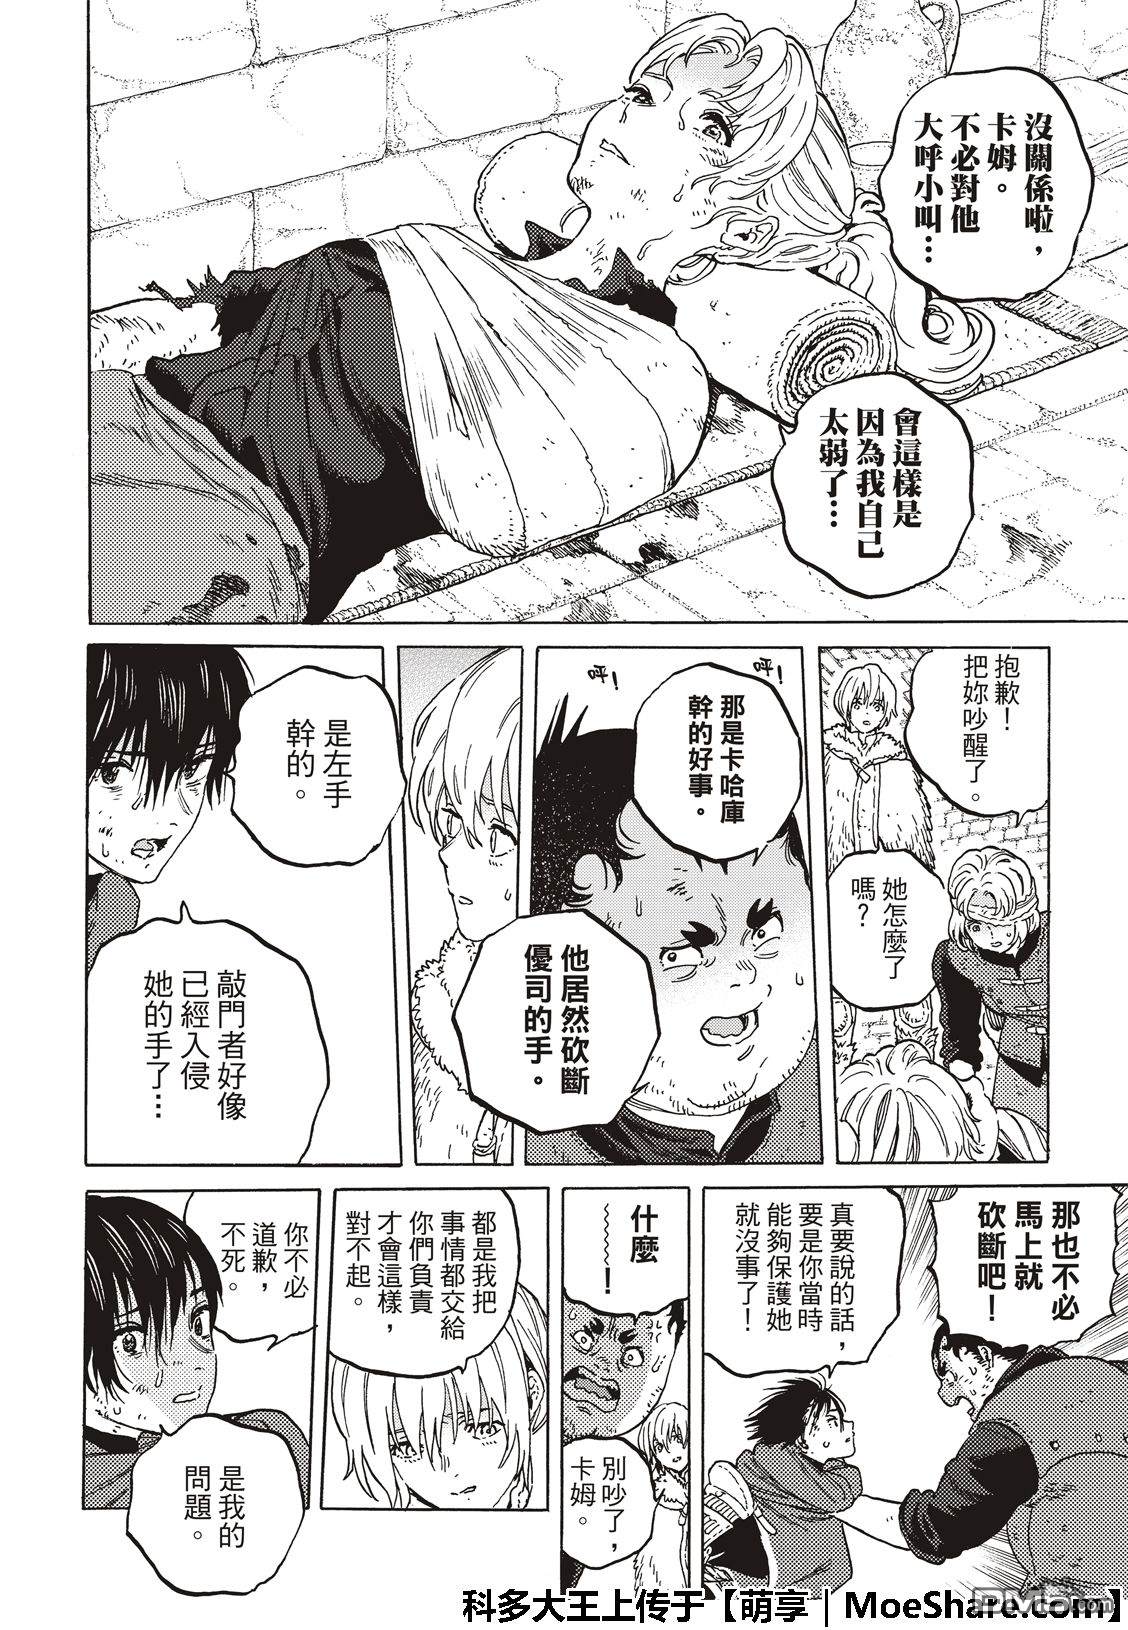 沒關係啦，
卡姆。
不必對他
大呼小叫…
會這樣是
因為我自己
太弱了…
抱歉！
把妳吵醒了。
她怎麼了
嗎？
呼！
呼！
那是卡哈庫
幹的好事。
他居然砍斷
優司的手。
是左手
幹的。
敲門者好像
已經入侵
她的手了…
那也不必
馬上就
砍斷吧！
真要說的話，
要是你當時
能夠保護她
就沒事了！
什麼
～～～～！
別吵了，
卡姆。
都是我把
事情都交給
你們負責
才會這樣，
對不起。
你不必
道歉，
不死。
是我的
問題。
科多大王上传于【萌享｜MoeShare.com】